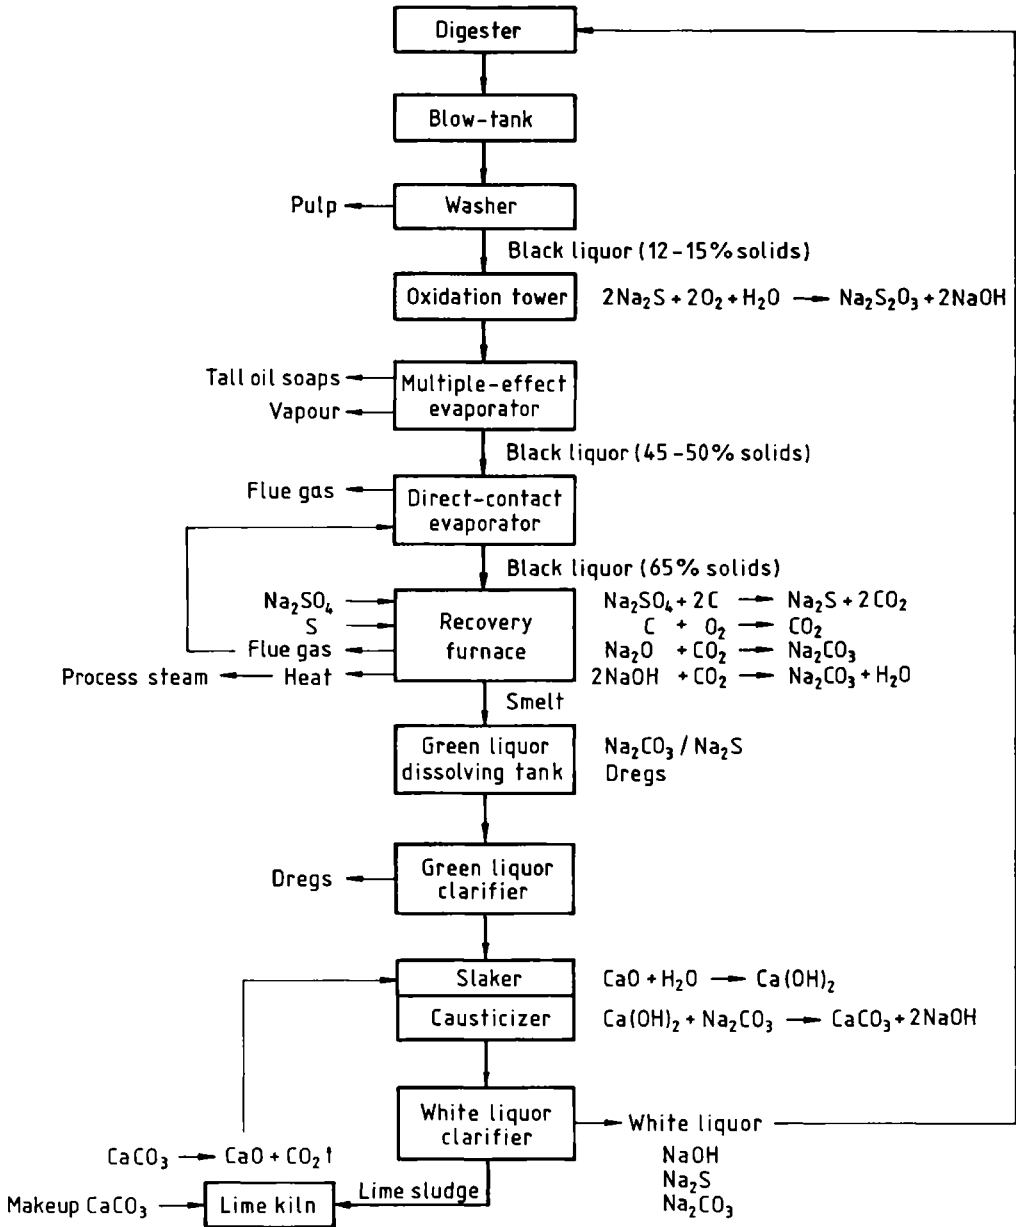 Digester
Blow-tank
Pulp
Washer
Black liquor (12-15% solids)
Oxidation tower
2Na₂S + 2O₂ + H₂O → Na₂S₂O₃ + 2NaOH
Tall oil soaps
Vapour
Multiple-effect
evaporator
Black liquor (45-50% solids)
Flue gas
Direct-contact
evaporator
Black liquor (65% solids)
Na₂SO₄
S
Flue gas
Process steam
Heat
Recovery
furnace
Na₂SO₄ + 2C → Na₂S + 2CO₂
C + O₂ → CO₂
Na₂O + CO₂ → Na₂CO₃
2NaOH + CO₂ → Na₂CO₃ + H₂O
Smelt
Green liquor
dissolving tank
Na₂CO₃ / Na₂S
Dregs
Dregs
Green liquor
clarifier
Slaker
CaO + H₂O → Ca(OH)₂
Causticizer
Ca(OH)₂ + Na₂CO₃ → CaCO₃ + 2NaOH
White liquor
clarifier
White liquor
NaOH
Na₂S
Na₂CO₃
CaCO₃ → CaO + CO₂↑
Lime sludge
Makeup CaCO₃
Lime kiln